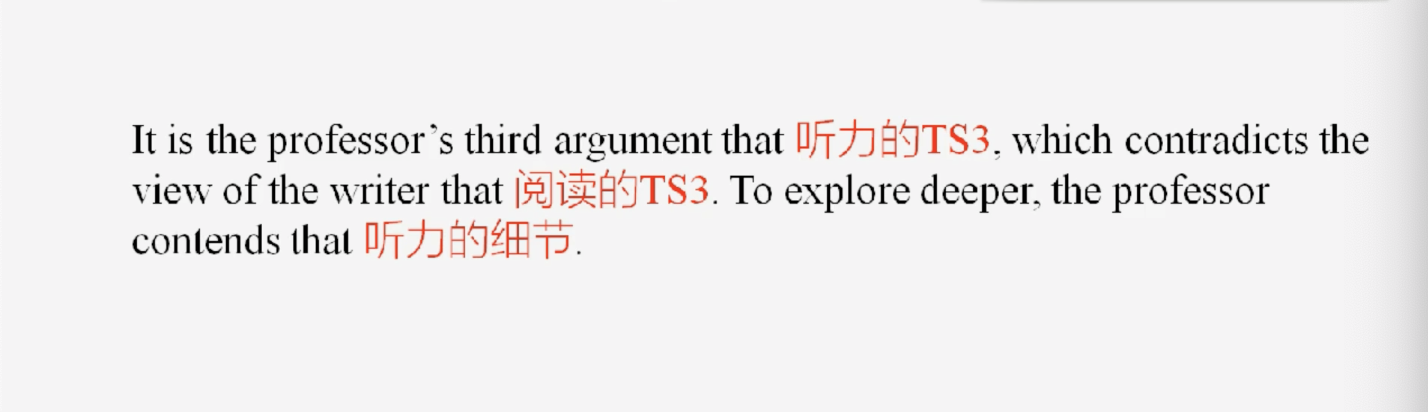 It is the professor’s third argument that 听力的TS3, which contradicts the
view of the writer that 阅读的TS3. To explore deeper, the professor
contends that 听力的细节.